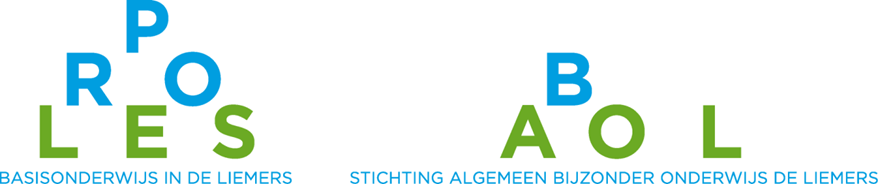 P
R O
L E S
BASISONDERWIJS IN DE LIEMERS
B
A O L
STICHTING ALGEMEEN BIJZONDER ONDERWIJS DE LIEMERS